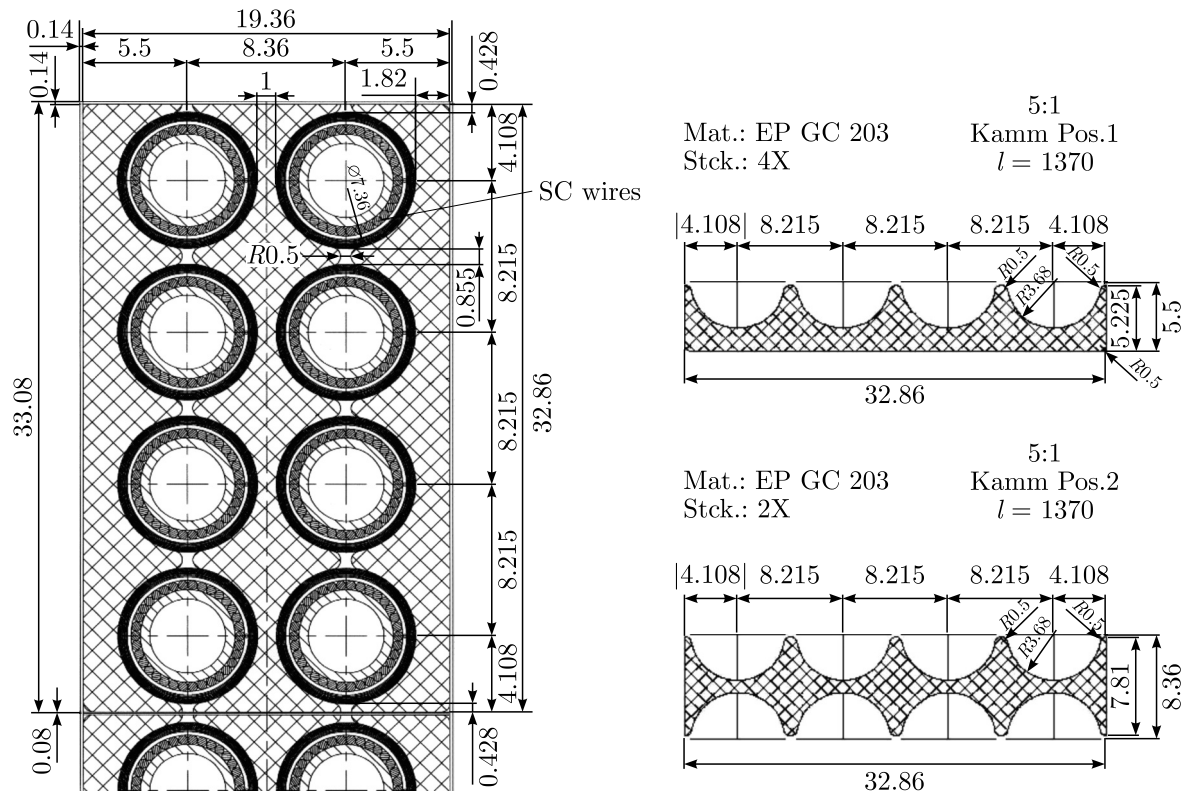 19.36
0.14
5.5
8.36
5.5
0.14
1
1.82
0.428
4.108
⌀7.36
SC wires
R0.5
8.215
0.855
33.08
8.215
32.86
8.215
4.108
0.08
0.428
5:1
Mat.: EP GC 203
Kamm Pos.1
Stck.: 4X
l = 1370
|4.108|
8.215
8.215
8.215
4.108
R0.5
R3.68
R0.5
5.225
5.5
R0.5
32.86
5:1
Mat.: EP GC 203
Kamm Pos.2
Stck.: 2X
l = 1370
|4.108|
8.215
8.215
8.215
4.108
R0.5
R3.68
R0.5
7.81
8.36
32.86